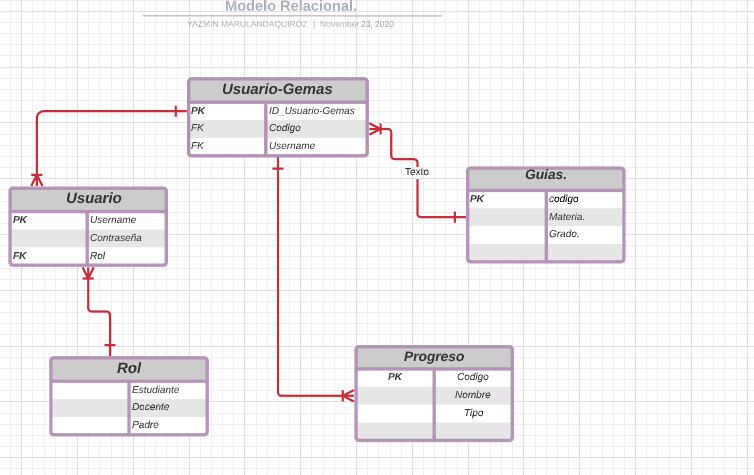 Modelo Relacional.
YAZMIN MARULANDAQUIROZ | November 23, 2020
Usuario-Gemas
PK ID_Usuario-Gemas
FK Codigo
FK Username
Texto
Guias.
PK codigo
Materia.
Grado.
Usuario
PK Username
Contraseña
FK Rol
Rol
Estudiante
Docente
Padre
Progreso
PK Codigo
Nombre
Tipo